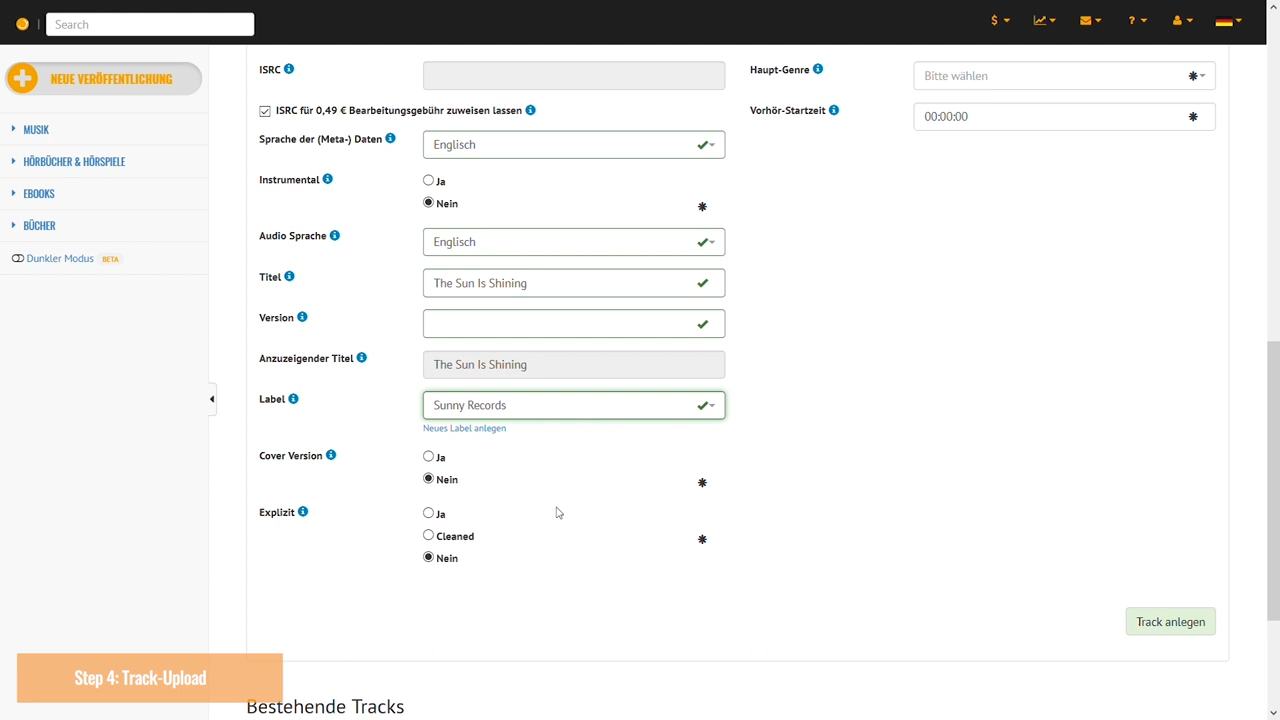 Search
$
?
NEUE VERÖFFENTLICHUNG
MUSIK
HÖRBÜCHER & HÖRSPIELE
EBOOKS
BÜCHER
Dunkler Modus BETA
ISRC
ISRC für 0,49 € Bearbeitungsgebühr zuweisen lassen
Sprache der (Meta-) Daten
Englisch
Instrumental
Ja
Nein
Audio Sprache
Englisch
Titel
The Sun Is Shining
Version
Anzuzeigender Titel
The Sun Is Shining
Label
Sunny Records
Neues Label anlegen
Cover Version
Ja
Nein
Explizit
Ja
Cleaned
Nein
Haupt-Genre
Bitte wählen
Vorhör-Startzeit
00:00:00
Track anlegen
Step 4: Track-Upload
Bestehende Tracks